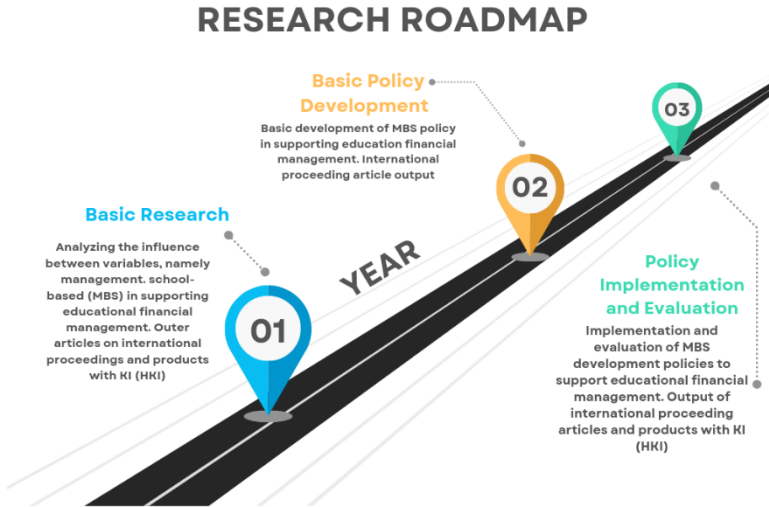 RESEARCH ROADMAP
Basic Policy
Development
Basic development of MBS policy
in supporting education financial
management. International
proceeding article output
03
02
Basic Research
Analyzing the influence
between variables, namely
management. school-
based (MBS) in supporting
educational financial
management. Outer
articles on international
proceedings and products
with KI (HKI)
YEAR
01
Policy
Implementation
and Evaluation
Implementation and
evaluation of MBS
development policies to
support educational financial
management. Output of
international proceeding
articles and products with KI
(HKI)